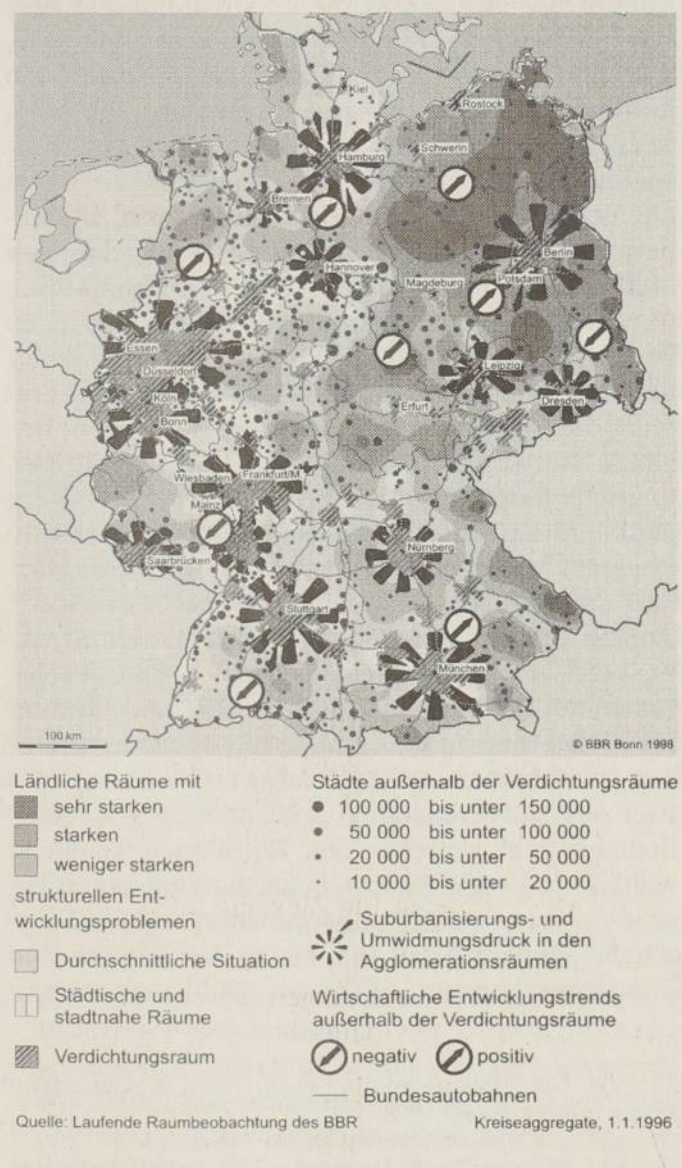 Kiel
Rostock
Schwerin
Hamburg
Bremen
Berlin
Hannover
Potsdam
Magdeburg
Essen
Düsseldorf
Leipzig
Köln
Erfurt
Dresden
Bonn
Wiesbaden
Frankfurt/M.
Mainz
Nürnberg
Saarbrücken
Stuttgart
München
100 km
© BBR Bonn 1998
Ländliche Räume mit
sehr starken
starken
weniger starken
strukturellen Ent-
wicklungsproblemen
Durchschnittliche Situation
Städtische und
stadtnahe Räume
Verdichtungsraum
Städte außerhalb der Verdichtungsräume
100 000 bis unter 150 000
50 000 bis unter 100 000
20 000 bis unter 50 000
10 000 bis unter 20 000
Suburbanisierungs- und
Umwidmungsdruck in den
Agglomerationsräumen
Wirtschaftliche Entwicklungstrends
außerhalb der Verdichtungsräume
negativ positiv
Bundesautobahnen
Quelle: Laufende Raumbeobachtung des BBR
Kreiseaggregate, 1.1.1996